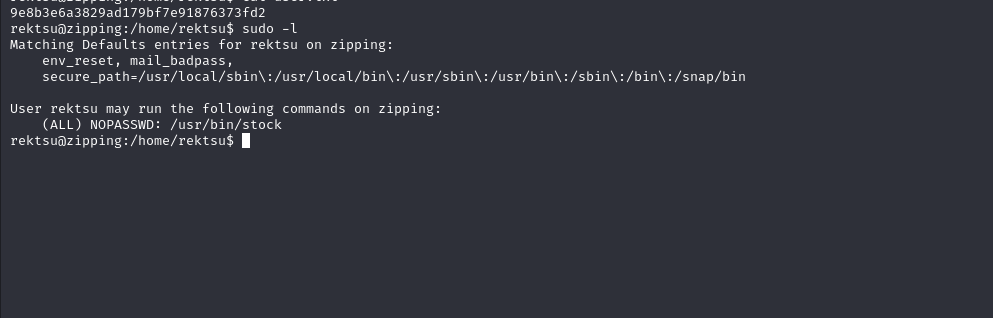 9e8b3e6a3829ad179bf7e91876373fd2
rektsu@zipping:/home/rektsu$ sudo -l
Matching Defaults entries for rektsu on zipping:
    env_reset, mail_badpass,
    secure_path=/usr/local/sbin\:/usr/local/bin\:/usr/sbin\:/usr/bin\:/sbin\:/bin\:/snap/bin
User rektsu may run the following commands on zipping:
    (ALL) NOPASSWD: /usr/bin/stock
rektsu@zipping:/home/rektsu$